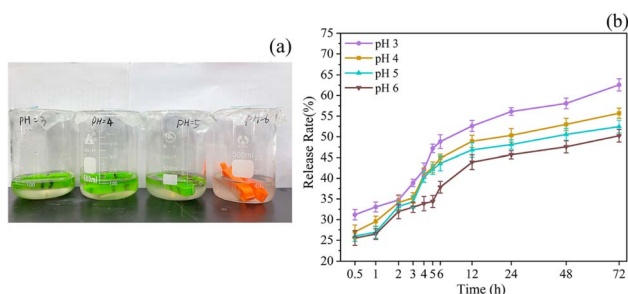 (a)
PH=3
PH=4
PH=5
PH=6
100
100
(b)
pH 3
pH 4
pH 5
pH 6
Release Rate(%)
75
70
65
60
55
50
45
40
35
30
25
20
0.5 1 2 3 4 5 6 12 24 48 72
Time (h)